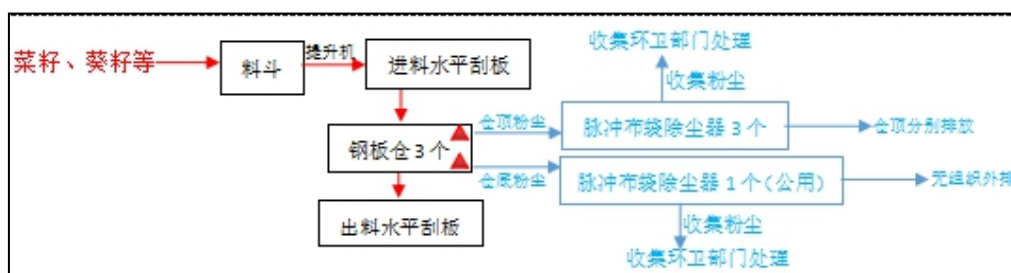 收集环卫部门处理
菜籽、葵籽等
料斗
提升机
进料水平刮板
收集粉尘
钢板仓3个
仓顶粉尘
脉冲布袋除尘器3个
仓顶分别排放
仓底粉尘
脉冲布袋除尘器1个（公用）
无组织外排
出料水平刮板
收集粉尘
收集环卫部门处理